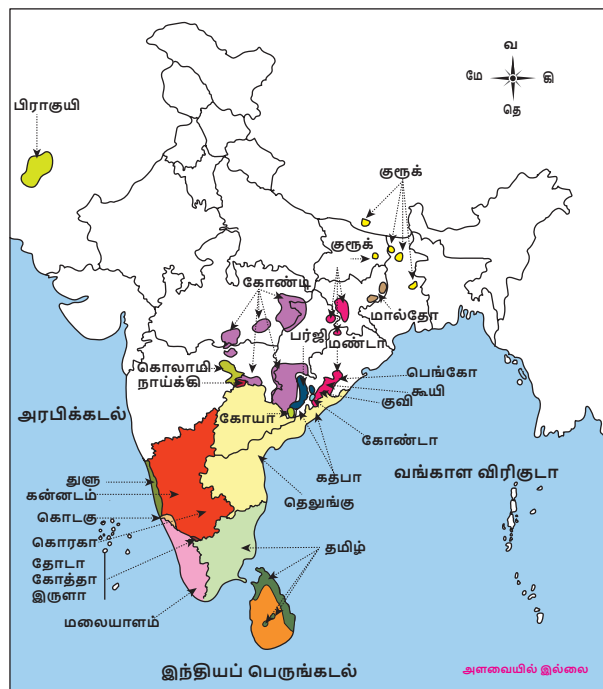 வ
மே
கி
தெ
பிராகுயி
குரூக்
குரூக்
கோண்டி
மால்தோ
பர்ஜி
மண்டா
கொலாமி
நாய்க்கி
பெங்கோ
கூயி
குவி
அரபிக்கடல்
கோயா
கோண்டா
கத்பா
வங்காள விரிகுடா
துளு
கன்னடம்
தெலுங்கு
கொடகு
கொரகா
தமிழ்
தோடா
கோத்தா
இருளா
மலையாளம்
இந்தியப் பெருங்கடல்
அளவையில் இல்லை